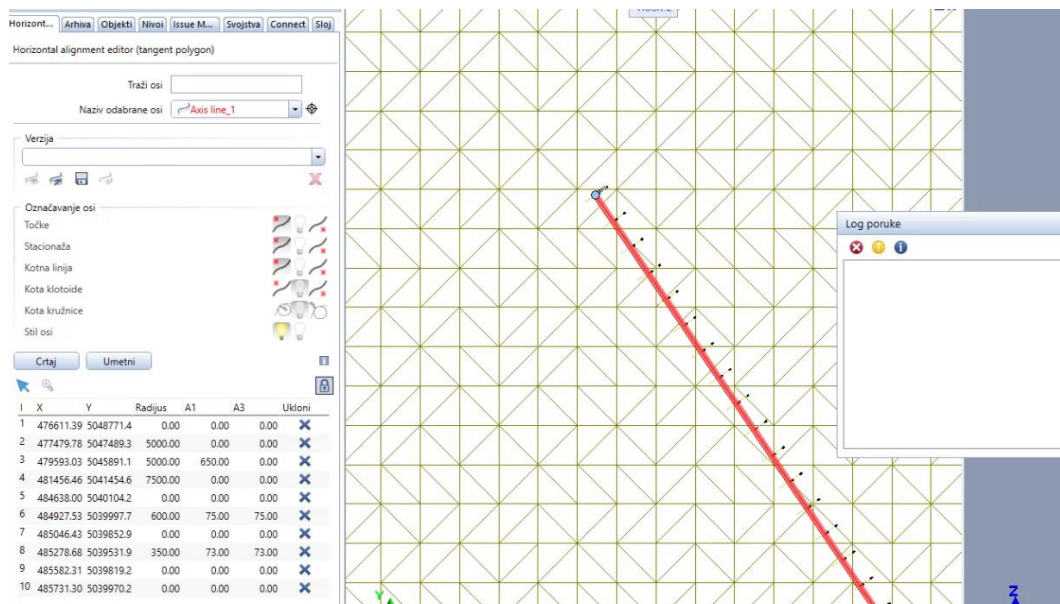 Horizont... Arhiva Objekti Nivoi Issue M... Svojstva Connect Sloj
Horizontal alignment editor (tangent polygon)
Traži osi
Naziv odabrane osi Axis line_1
Verzija
Označavanje osi
Točke
Stacionaža
Kotna linija
Kota klotoide
Kota kružnice
Stil osi
Crtaj Umetni
I X Y Radijus A1 A3 Ukloni
1 476611.39 5048771.4 0.00 0.00 0.00
2 477479.78 5047489.3 5000.00 0.00 0.00
3 479593.03 5045891.1 5000.00 650.00 0.00
4 481456.46 5041454.6 7500.00 0.00 0.00
5 484638.00 5040104.2 0.00 0.00 0.00
6 484927.53 5039997.7 600.00 75.00 75.00
7 485046.43 5039852.9 0.00 0.00 0.00
8 485278.68 5039531.9 350.00 73.00 73.00
9 485582.31 5039819.2 0.00 0.00 0.00
10 485731.30 5039970.2 0.00 0.00 0.00
Log poruke
Y
Z